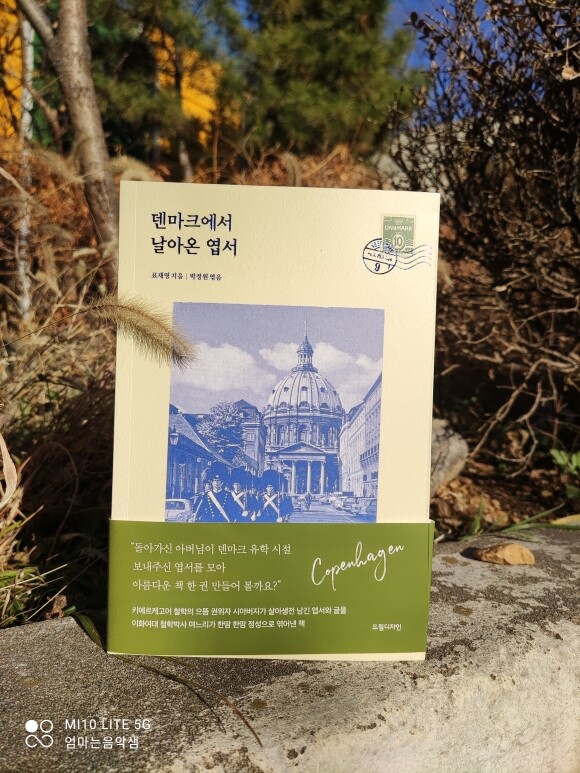 덴마크에서
날아온 엽서
표재명 지음 | 박정원 엮음
DANMARK
10
9
"돌아가신 아버님이 덴마크 유학 시절
보내주신 엽서를 모아
아름다운 책 한 권 만들어 볼까요?"
Copenhagen
키에르케고어 철학의 으뜸 권위자 시아버지가 살아생전 남긴 엽서와 글을
이화여대 철학박사 며느리가 한땀 한땀 정성으로 엮어낸 책
드림디자인
MI10 LITE 5G
엄마는음악샘